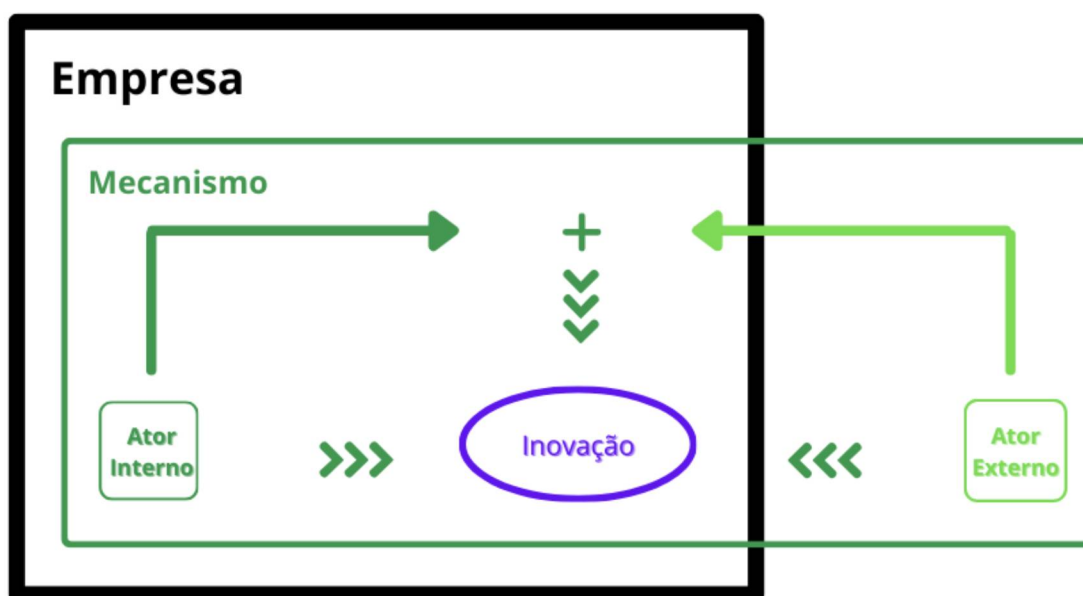 Empresa
Mecanismo
+
Ator
Interno
Inovação
Ator
Externo